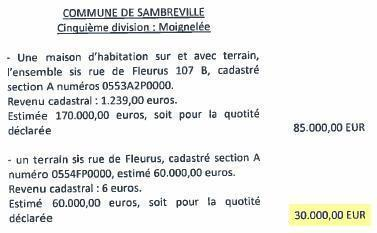 COMMUNE DE SAMBREVILLE
Cinquième division : Moignelée
- Une maison d'habitation sur et avec terrain,
l'ensemble sis rue de Fleurus 107 B, cadastré
section A numéros 0553A2P0000.
Revenu cadastral : 1.239,00 euros.
Estimée 170.000,00 euros, soit pour la quotité
déclarée 85.000,00 EUR
- un terrain sis rue de Fleurus, cadastré section A
numéro 0554FP0000, estimé 60.000,00 euros.
Revenu cadastral : 6 euros.
Estimé 60.000,00 euros, soit pour la quotité
déclarée 30.000,00 EUR